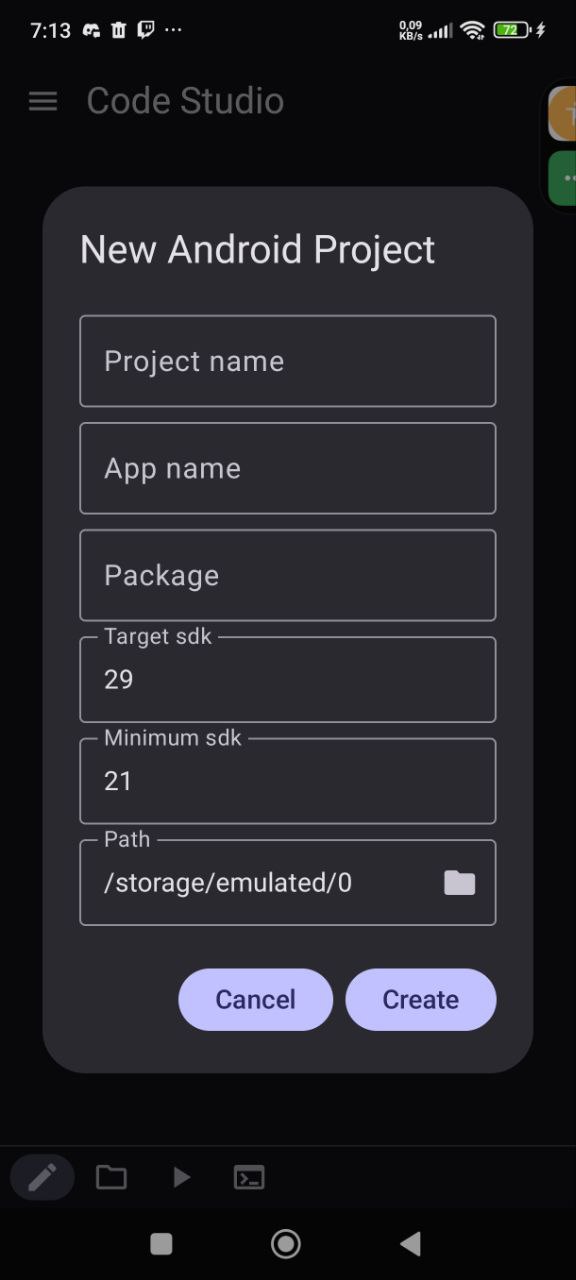 7:13
0,09
KB/s
72
Code Studio
New Android Project
Project name
App name
Package
Target sdk
29
Minimum sdk
21
Path
/storage/emulated/0
Cancel
Create